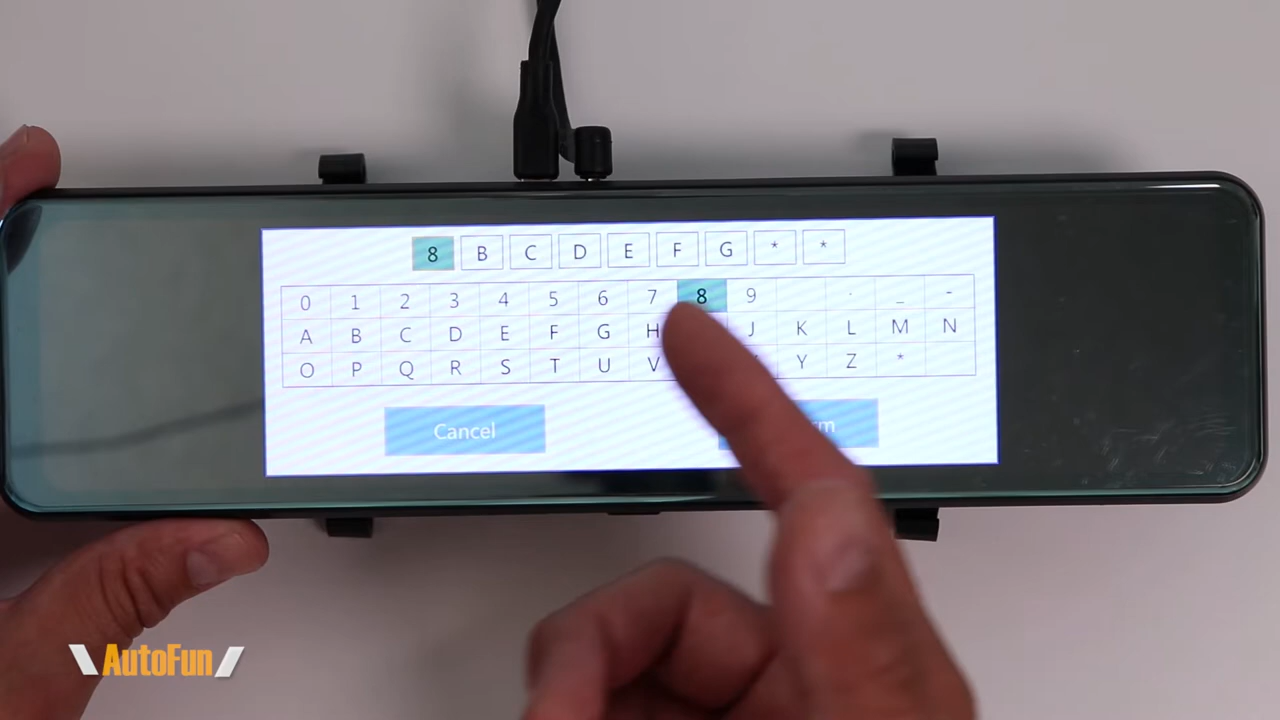 8 B C D E F G * *
0 1 2 3 4 5 6 7 8 9 . _ -
A B C D E F G H J K L M N
O P Q R S T U V Y Z *
Cancel
AutoFun